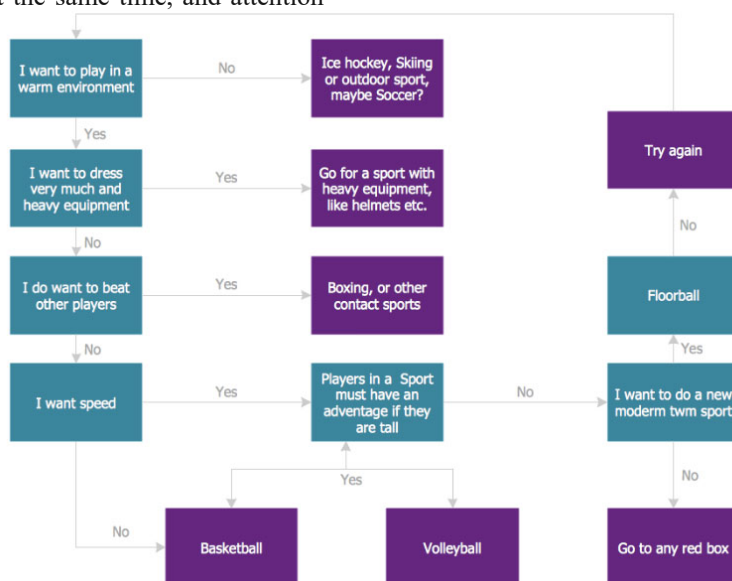 the same time, and attention
I want to play in a
warm environment
No
Ice hockey, Skiing
or outdoor sport,
maybe Soccer?
Yes
Try again
I want to dress
very much and
heavy equipment
Yes
Go for a sport with
heavy equipment,
like helmets etc.
No
No
I do want to beat
other players
Yes
Boxing, or other
contact sports
Floorball
No
Yes
I want speed
Yes
Players in a Sport
must have an
adventage if they
are tall
No
I want to do a new
moderm twm sport
Yes
No
No
Basketball
Volleyball
Go to any red box